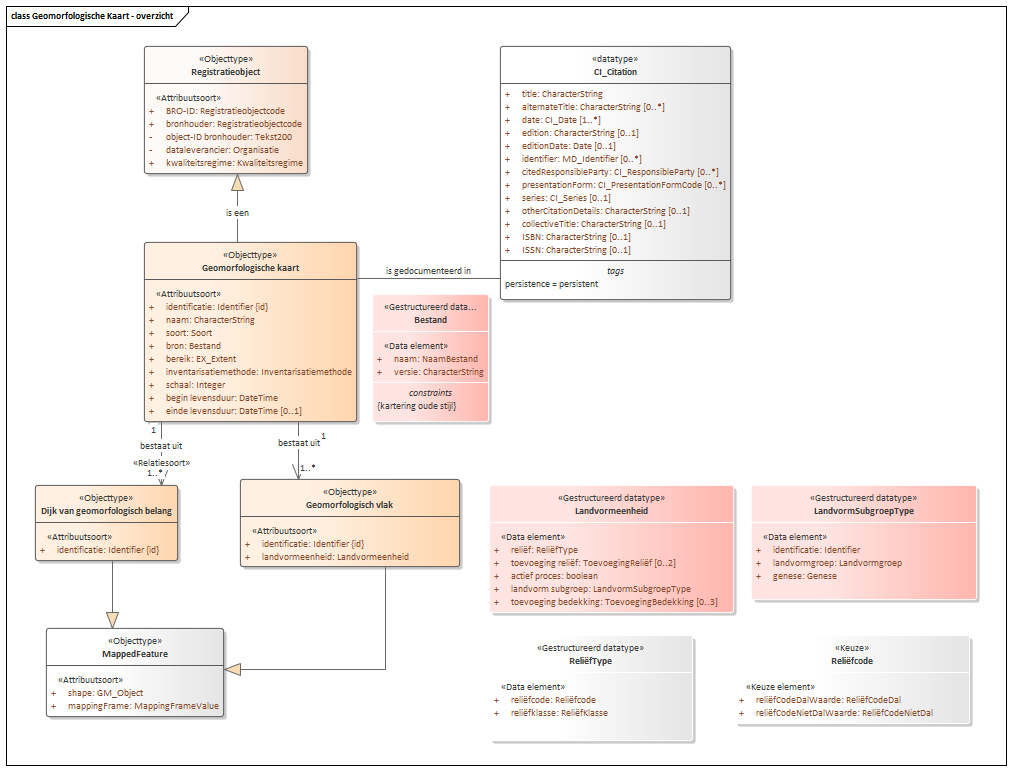 class Geomorfologische Kaart - overzicht
«Objecttype»
Registratieobject
«Attribuutsoort»
+ BRO-ID: Registratieobjectcode
+ bronhouder: Registratieobjectcode
- object-ID bronhouder: Tekst200
- dataleverancier: Organisatie
+ kwaliteitsregime: Kwaliteitsregime
«datatype»
CI_Citation
+ title: CharacterString
+ alternateTitle: CharacterString [0..*]
+ date: CI_Date [1..*]
+ edition: CharacterString [0..1]
+ editionDate: Date [0..1]
+ identifier: MD_Identifier [0..*]
+ citedResponsibleParty: CI_ResponsibleParty [0..*]
+ presentationForm: CI_PresentationFormCode [0..*]
+ series: CI_Series [0..1]
+ otherCitationDetails: CharacterString [0..1]
+ collectiveTitle: CharacterString [0..1]
+ ISBN: CharacterString [0..1]
+ ISSN: CharacterString [0..1]
tags
persistence = persistent
is een
«Objecttype»
Geomorfologische kaart
«Attribuutsoort»
+ identificatie: Identifier {id}
+ naam: CharacterString
+ soort: Soort
+ bron: Bestand
+ bereik: EX_Extent
+ inventarisatiemethode: Inventarisatiemethode
+ schaal: Integer
+ begin levensduur: DateTime
+ einde levensduur: DateTime [0..1]
is gedocumenteerd in
«Gestructureerd data...
Bestand
«Data element»
+ naam: NaamBestand
+ versie: CharacterString
constraints
{kartering oude stijl}
1
bestaat uit
«Relatiesoort»
1..*
1
bestaat uit
1..*
«Objecttype»
Dijk van geomorfologisch belang
«Attribuutsoort»
+ identificatie: Identifier {id}
«Objecttype»
Geomorfologisch vlak
«Attribuutsoort»
+ identificatie: Identifier {id}
+ landvormeenheid: Landvormeenheid
«Gestructureerd datatype»
Landvormeenheid
«Data element»
+ reliëf: ReliëfType
+ toevoeging reliëf: ToevoegingReliëf [0..2]
+ actief proces: boolean
+ landvorm subgroep: LandvormSubgroepType
+ toevoeging bedekking: ToevoegingBedekking [0..3]
«Gestructureerd datatype»
LandvormSubgroepType
«Data element»
+ identificatie: Identifier
+ landvormgroep: Landvormgroep
+ genese: Genese
«Objecttype»
MappedFeature
«Attribuutsoort»
+ shape: GM_Object
+ mappingFrame: MappingFrameValue
«Gestructureerd datatype»
ReliëfType
«Data element»
+ reliëfcode: Reliëfcode
+ reliëfklasse: ReliëfKlasse
«Keuze»
Reliëfcode
«Keuze element»
+ reliëfCodeDalWaarde: ReliëfCodeDal
+ reliëfCodeNietDalWaarde: ReliëfCodeNietDal